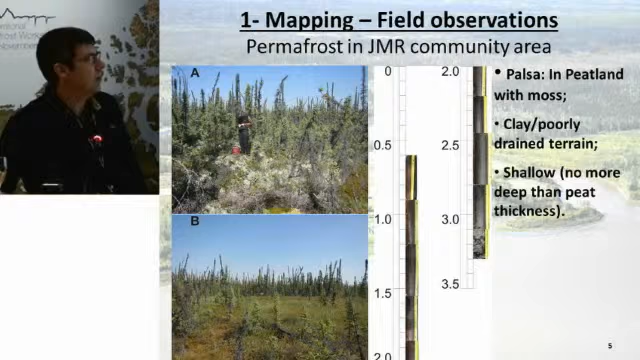 1- Mapping – Field observations
Permafrost in JMR community area
A
B
0
0.5
1.0
1.5
2.0
2.0
2.5
3.0
3.5
• Palsa: In Peatland
with moss;
• Clay/poorly
drained terrain;
• Shallow (no more
deep than peat
thickness).
5